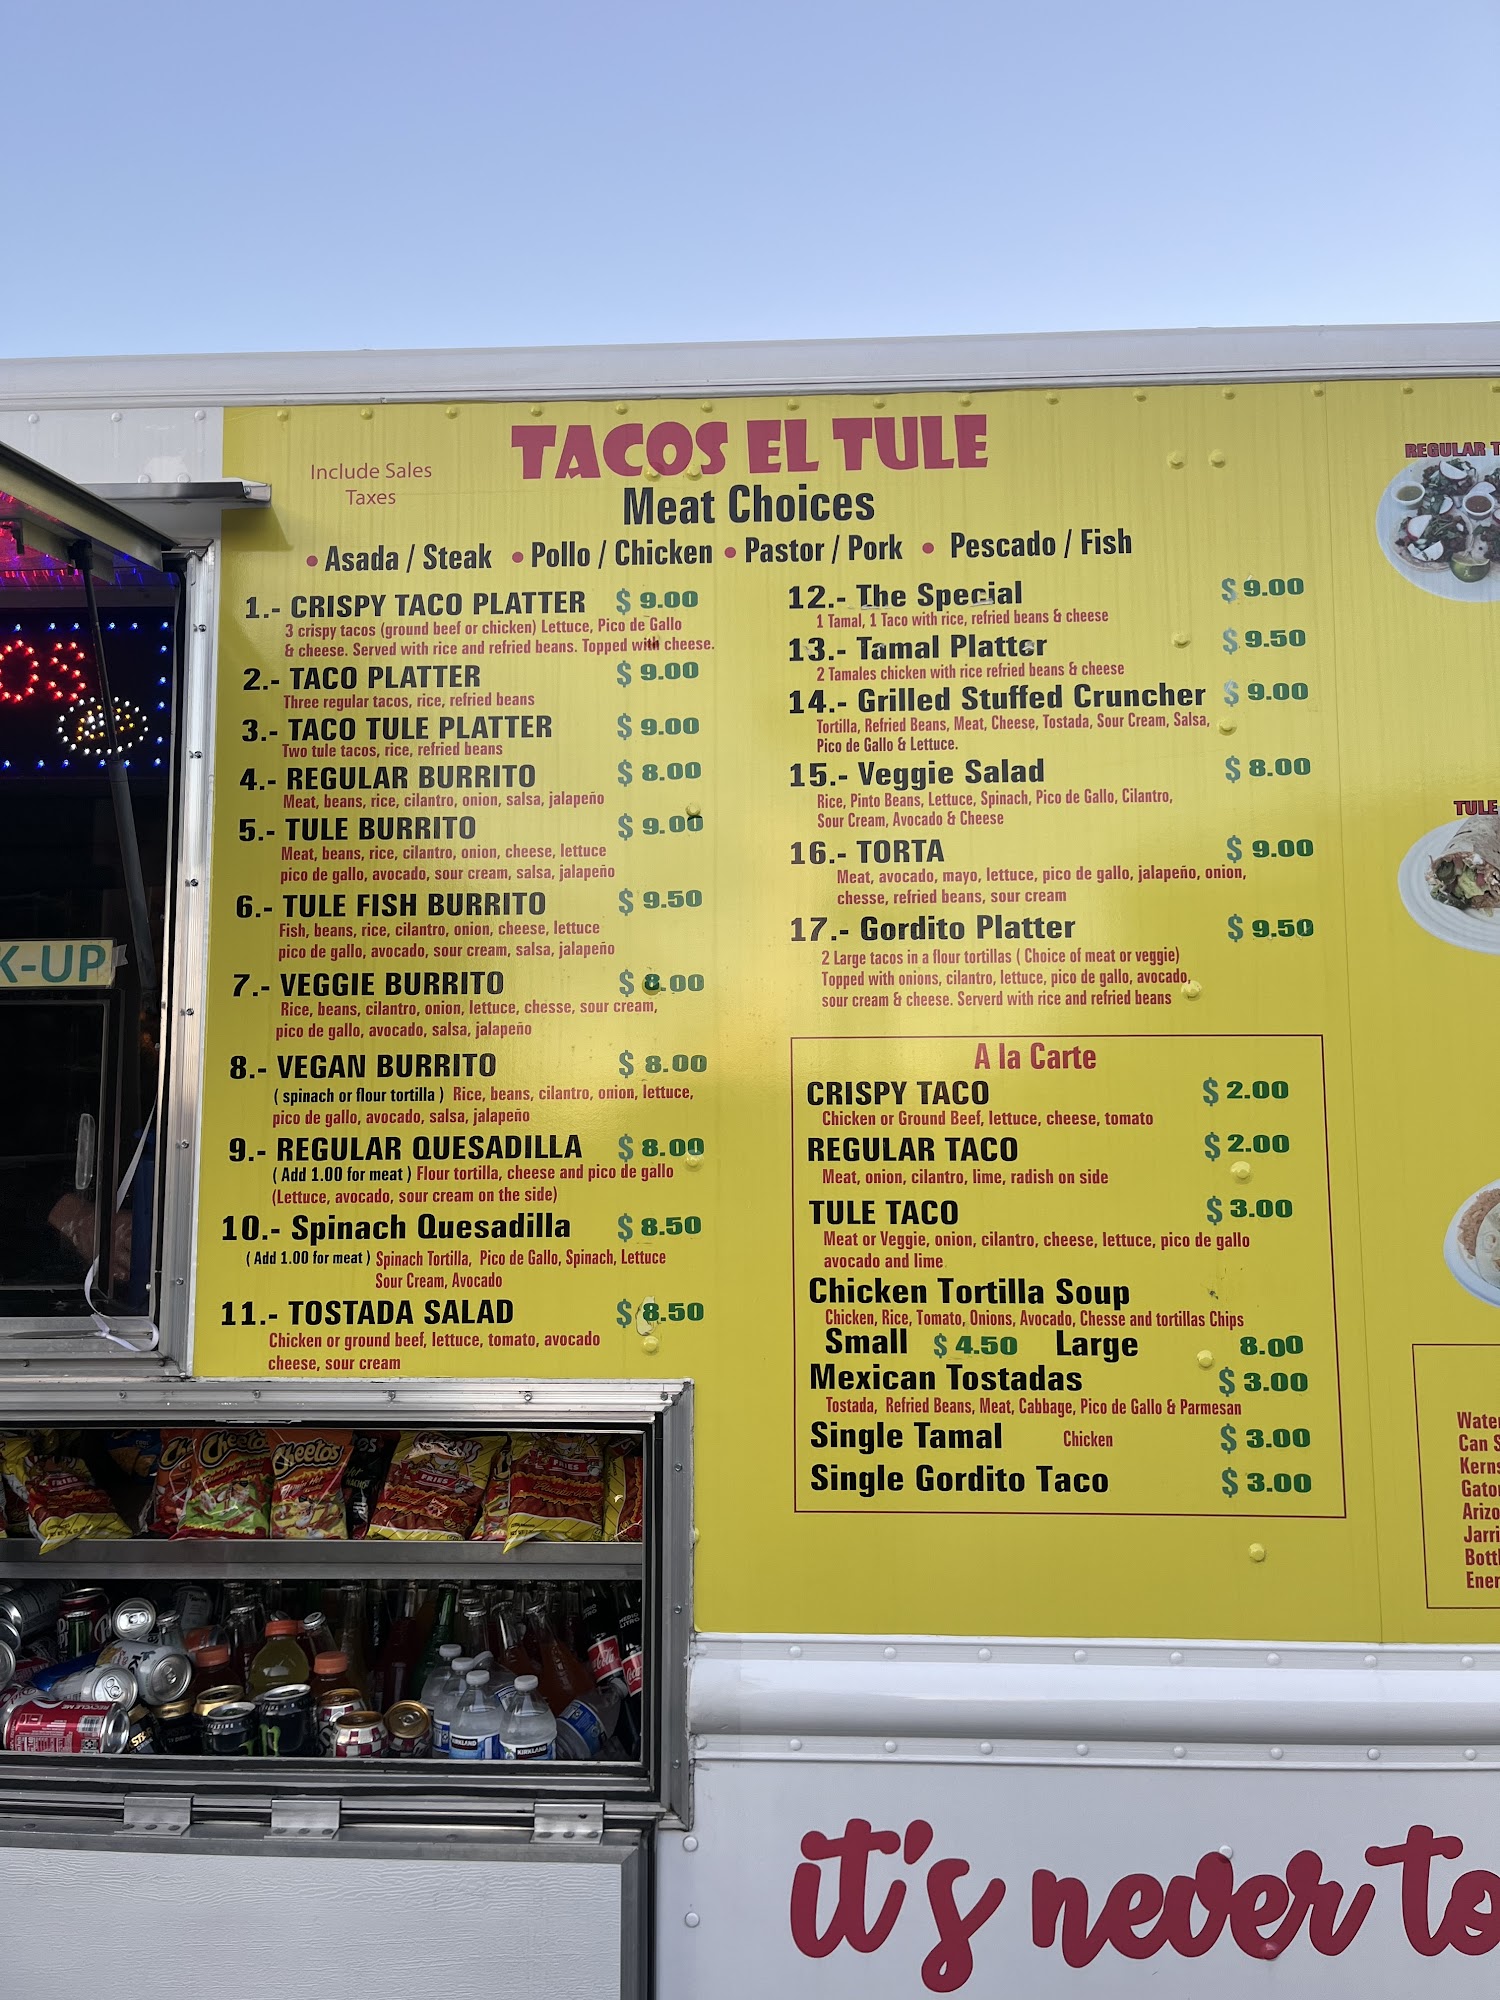 TACOS EL TULE
Include Sales
Taxes
Meat Choices
• Asada / Steak • Pollo / Chicken • Pastor / Pork • Pescado / Fish
1.- CRISPY TACO PLATTER $ 9.00
3 crispy tacos (ground beef or chicken) Lettuce, Pico de Gallo
& cheese. Served with rice and refried beans. Topped with cheese.
2.- TACO PLATTER $ 9.00
Three regular tacos, rice, refried beans
3.- TACO TULE PLATTER $ 9.00
Two tule tacos, rice, refried beans
4.- REGULAR BURRITO $ 8.00
Meat, beans, rice, cilantro, onion, salsa, jalapeño
5.- TULE BURRITO $ 9.00
Meat, beans, rice, cilantro, onion, cheese, lettuce
pico de gallo, avocado, sour cream, salsa, jalapeño
6.- TULE FISH BURRITO $ 9.50
Fish, beans, rice, cilantro, onion, cheese, lettuce
pico de gallo, avocado, sour cream, salsa, jalapeño
7.- VEGGIE BURRITO $ 8.00
Rice, beans, cilantro, onion, lettuce, chesse, sour cream,
pico de gallo, avocado, salsa, jalapeño
8.- VEGAN BURRITO $ 8.00
( spinach or flour tortilla ) Rice, beans, cilantro, onion, lettuce,
pico de gallo, avocado, salsa, jalapeño
9.- REGULAR QUESADILLA $ 8.00
( Add 1.00 for meat ) Flour tortilla, cheese and pico de gallo
(Lettuce, avocado, sour cream on the side)
10.- Spinach Quesadilla $ 8.50
( Add 1.00 for meat ) Spinach Tortilla, Pico de Gallo, Spinach, Lettuce
Sour Cream, Avocado
11.- TOSTADA SALAD $ 8.50
Chicken or ground beef, lettuce, tomato, avocado
cheese, sour cream
12.- The Special $ 9.00
1 Tamal, 1 Taco with rice, refried beans & cheese
13.- Tamal Platter $ 9.50
2 Tamales chicken with rice refried beans & cheese
14.- Grilled Stuffed Cruncher $ 9.00
Tortilla, Refried Beans, Meat, Cheese, Tostada, Sour Cream, Salsa,
Pico de Gallo & Lettuce.
15.- Veggie Salad $ 8.00
Rice, Pinto Beans, Lettuce, Spinach, Pico de Gallo, Cilantro,
Sour Cream, Avocado & Cheese
16.- TORTA $ 9.00
Meat, avocado, mayo, lettuce, pico de gallo, jalapeño, onion,
chesse, refried beans, sour cream
17.- Gordito Platter $ 9.50
2 Large tacos in a flour tortillas ( Choice of meat or veggie)
Topped with onions, cilantro, lettuce, pico de gallo, avocado,
sour cream & cheese. Serverd with rice and refried beans
A la Carte
CRISPY TACO $ 2.00
Chicken or Ground Beef, lettuce, cheese, tomato
REGULAR TACO $ 2.00
Meat, onion, cilantro, lime, radish on side
TULE TACO $ 3.00
Meat or Veggie, onion, cilantro, cheese, lettuce, pico de gallo
avocado and lime
Chicken Tortilla Soup
Chicken, Rice, Tomato, Onions, Avocado, Chesse and tortillas Chips
Small $ 4.50 Large 8.00
Mexican Tostadas $ 3.00
Tostada, Refried Beans, Meat, Cabbage, Pico de Gallo & Parmesan
Single Tamal Chicken $ 3.00
Single Gordito Taco $ 3.00
REGULAR T
TULE
Water
Can S
Kerns
Gator
Arizo
Jarri
Bottl
Ener
OS
K-UP
Cheetos
Cheetos
FRIES
FRIES
FRIES
KIRKLAND
KIRKLAND
it's never to